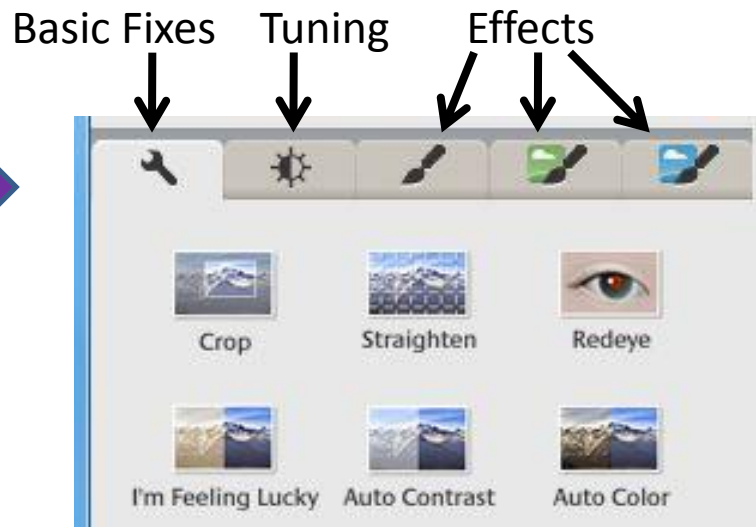 Basic Fixes Tuning Effects
Crop Straighten Redeye
I'm Feeling Lucky Auto Contrast Auto Color